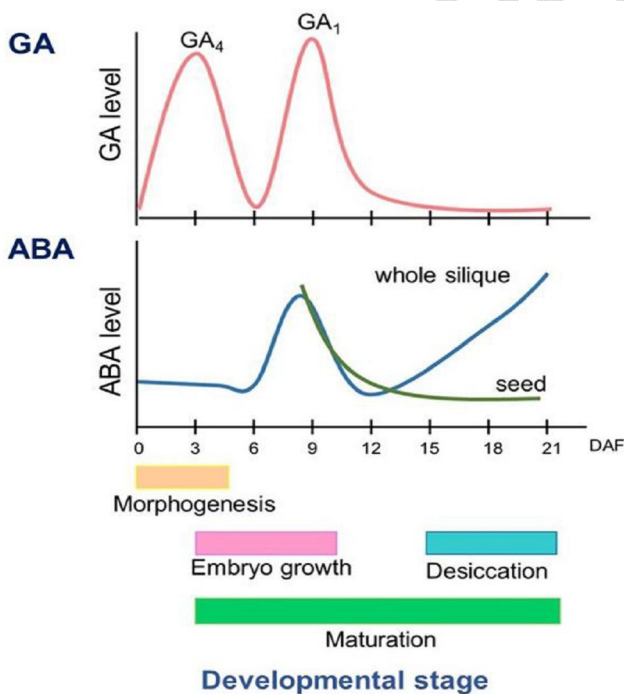 GA
GA level
GA₄
GA₁
ABA
ABA level
whole silique
seed
0 3 6 9 12 15 18 21 DAF
Morphogenesis
Embryo growth
Desiccation
Maturation
Developmental stage